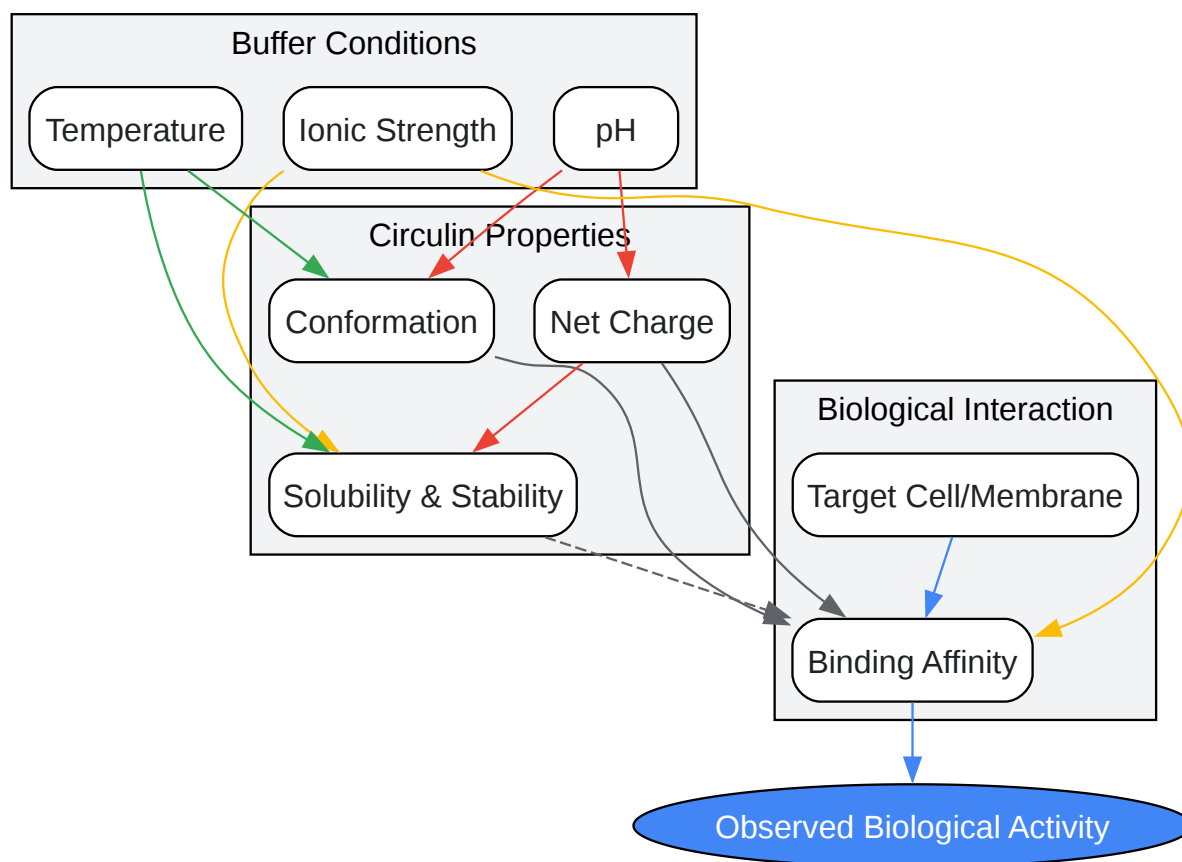 Buffer Conditions
Temperature
Ionic Strength
pH
Circulin Properties
Conformation
Net Charge
Biological Interaction
Solubility & Stability
Target Cell/Membrane
Binding Affinity
Observed Biological Activity